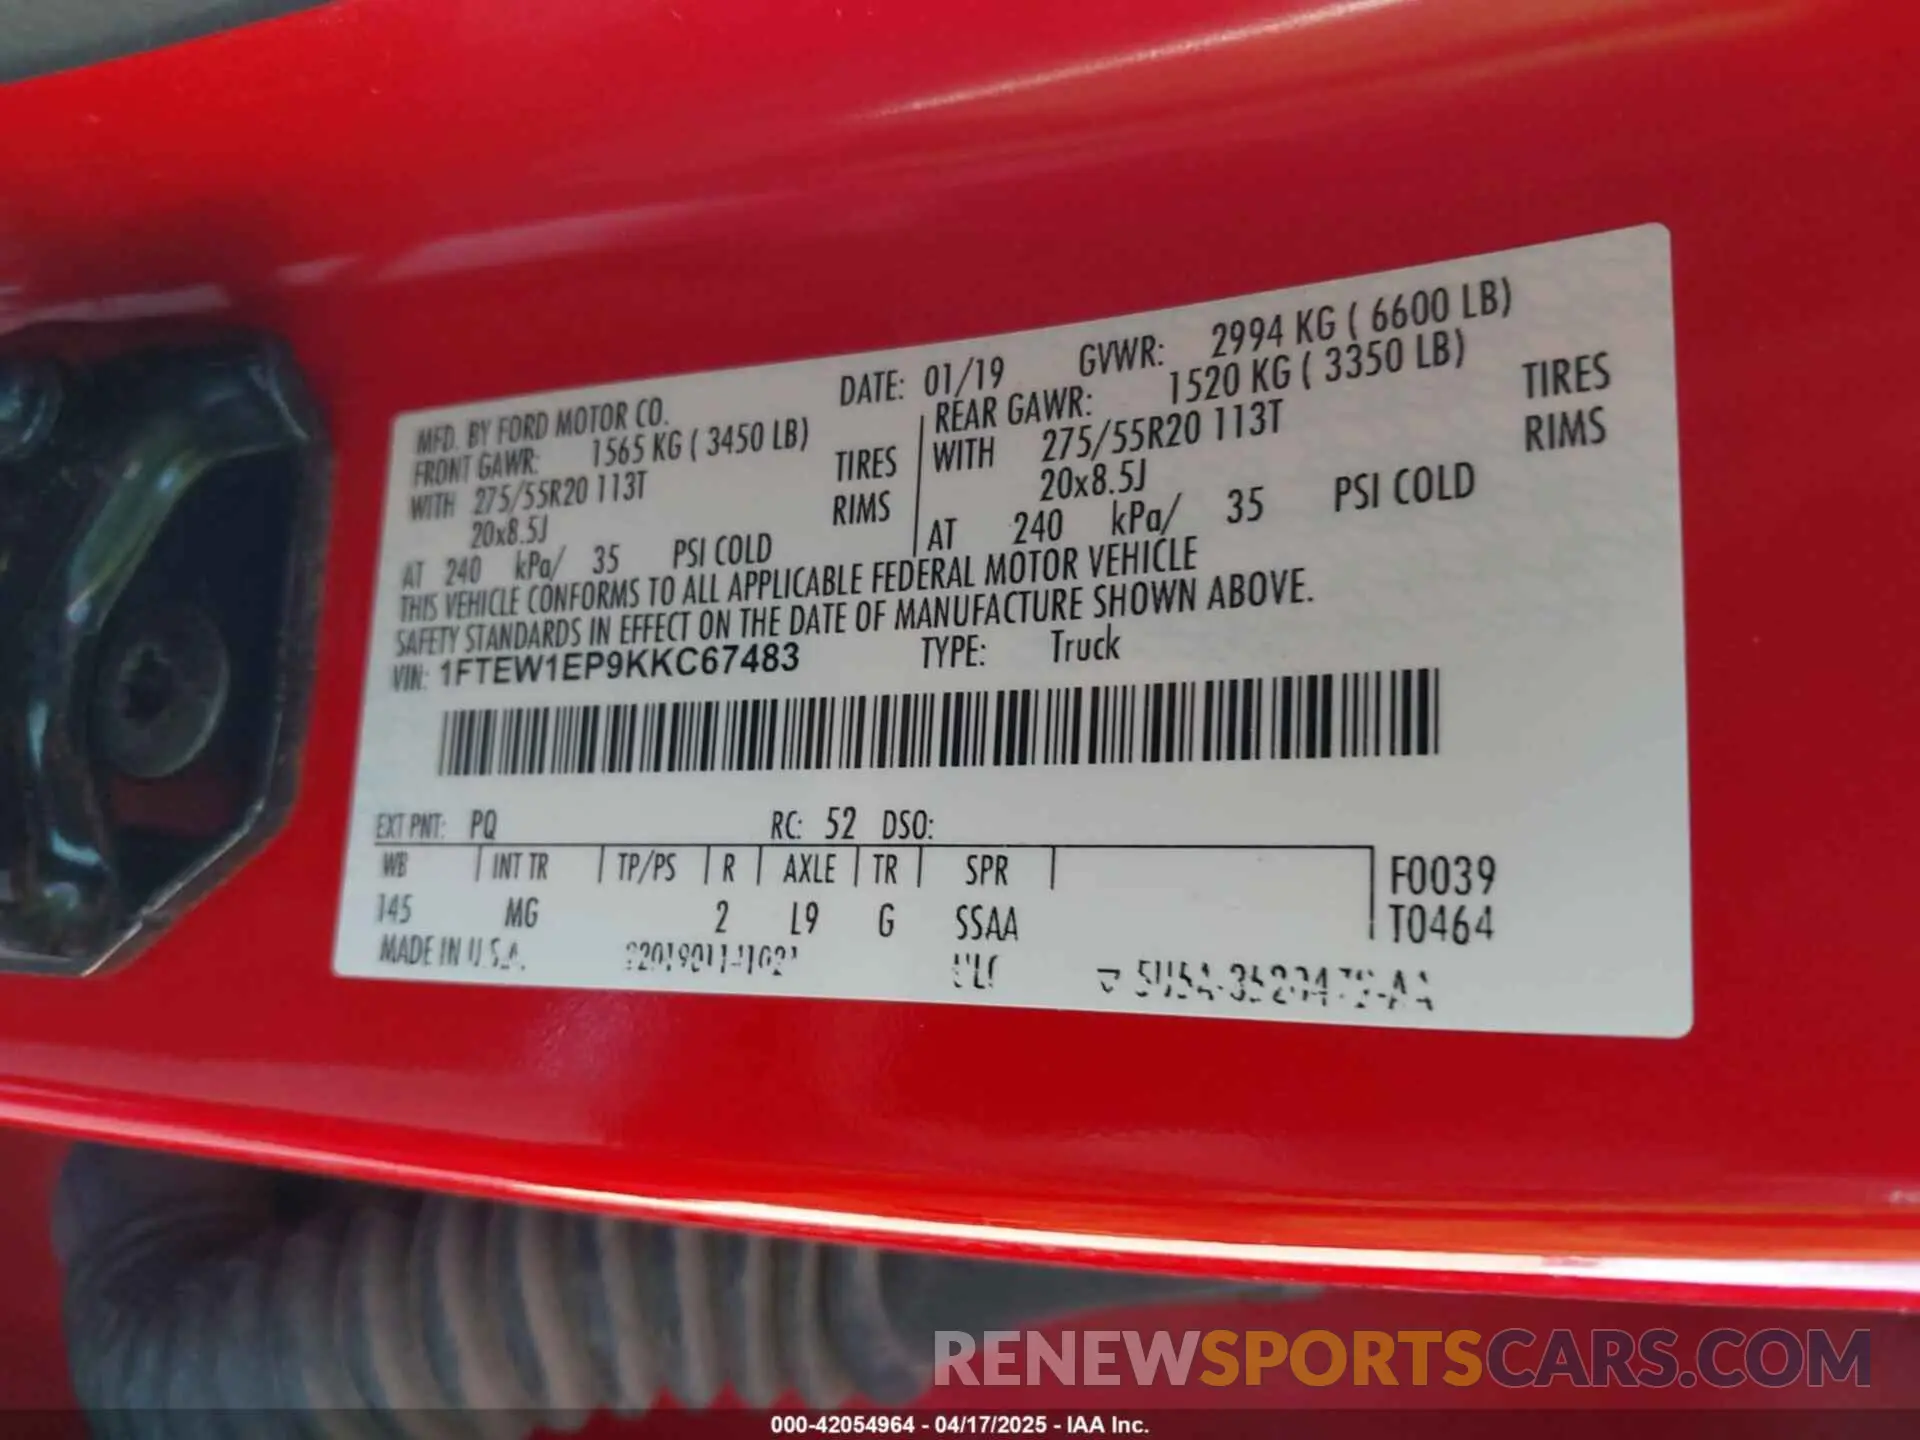 MFD. BY FORD MOTOR CO. DATE: 01/19 GVWR: 2994 KG ( 6600 LB)
FRONT GAWR: 1565 KG ( 3450 LB) REAR GAWR: 1520 KG ( 3350 LB)
WITH 275/55R20 113T TIRES WITH 275/55R20 113T TIRES
20x8.5J RIMS 20x8.5J RIMS
AT 240 kPa/ 35 PSI COLD AT 240 kPa/ 35 PSI COLD
THIS VEHICLE CONFORMS TO ALL APPLICABLE FEDERAL MOTOR VEHICLE
SAFETY STANDARDS IN EFFECT ON THE DATE OF MANUFACTURE SHOWN ABOVE.
VIN: 1FTEW1EP9KKC67483 TYPE: Truck
EXT PNT: PQ RC: 52 DSO:
WB INT TR TP/PS R AXLE TR SPR F0039
145 MG 2 L9 G SSAA T0464
MADE IN U.S.A.
RENEWSPORTSCARS.COM
000-42054964 - 04/17/2025 - IAA Inc.